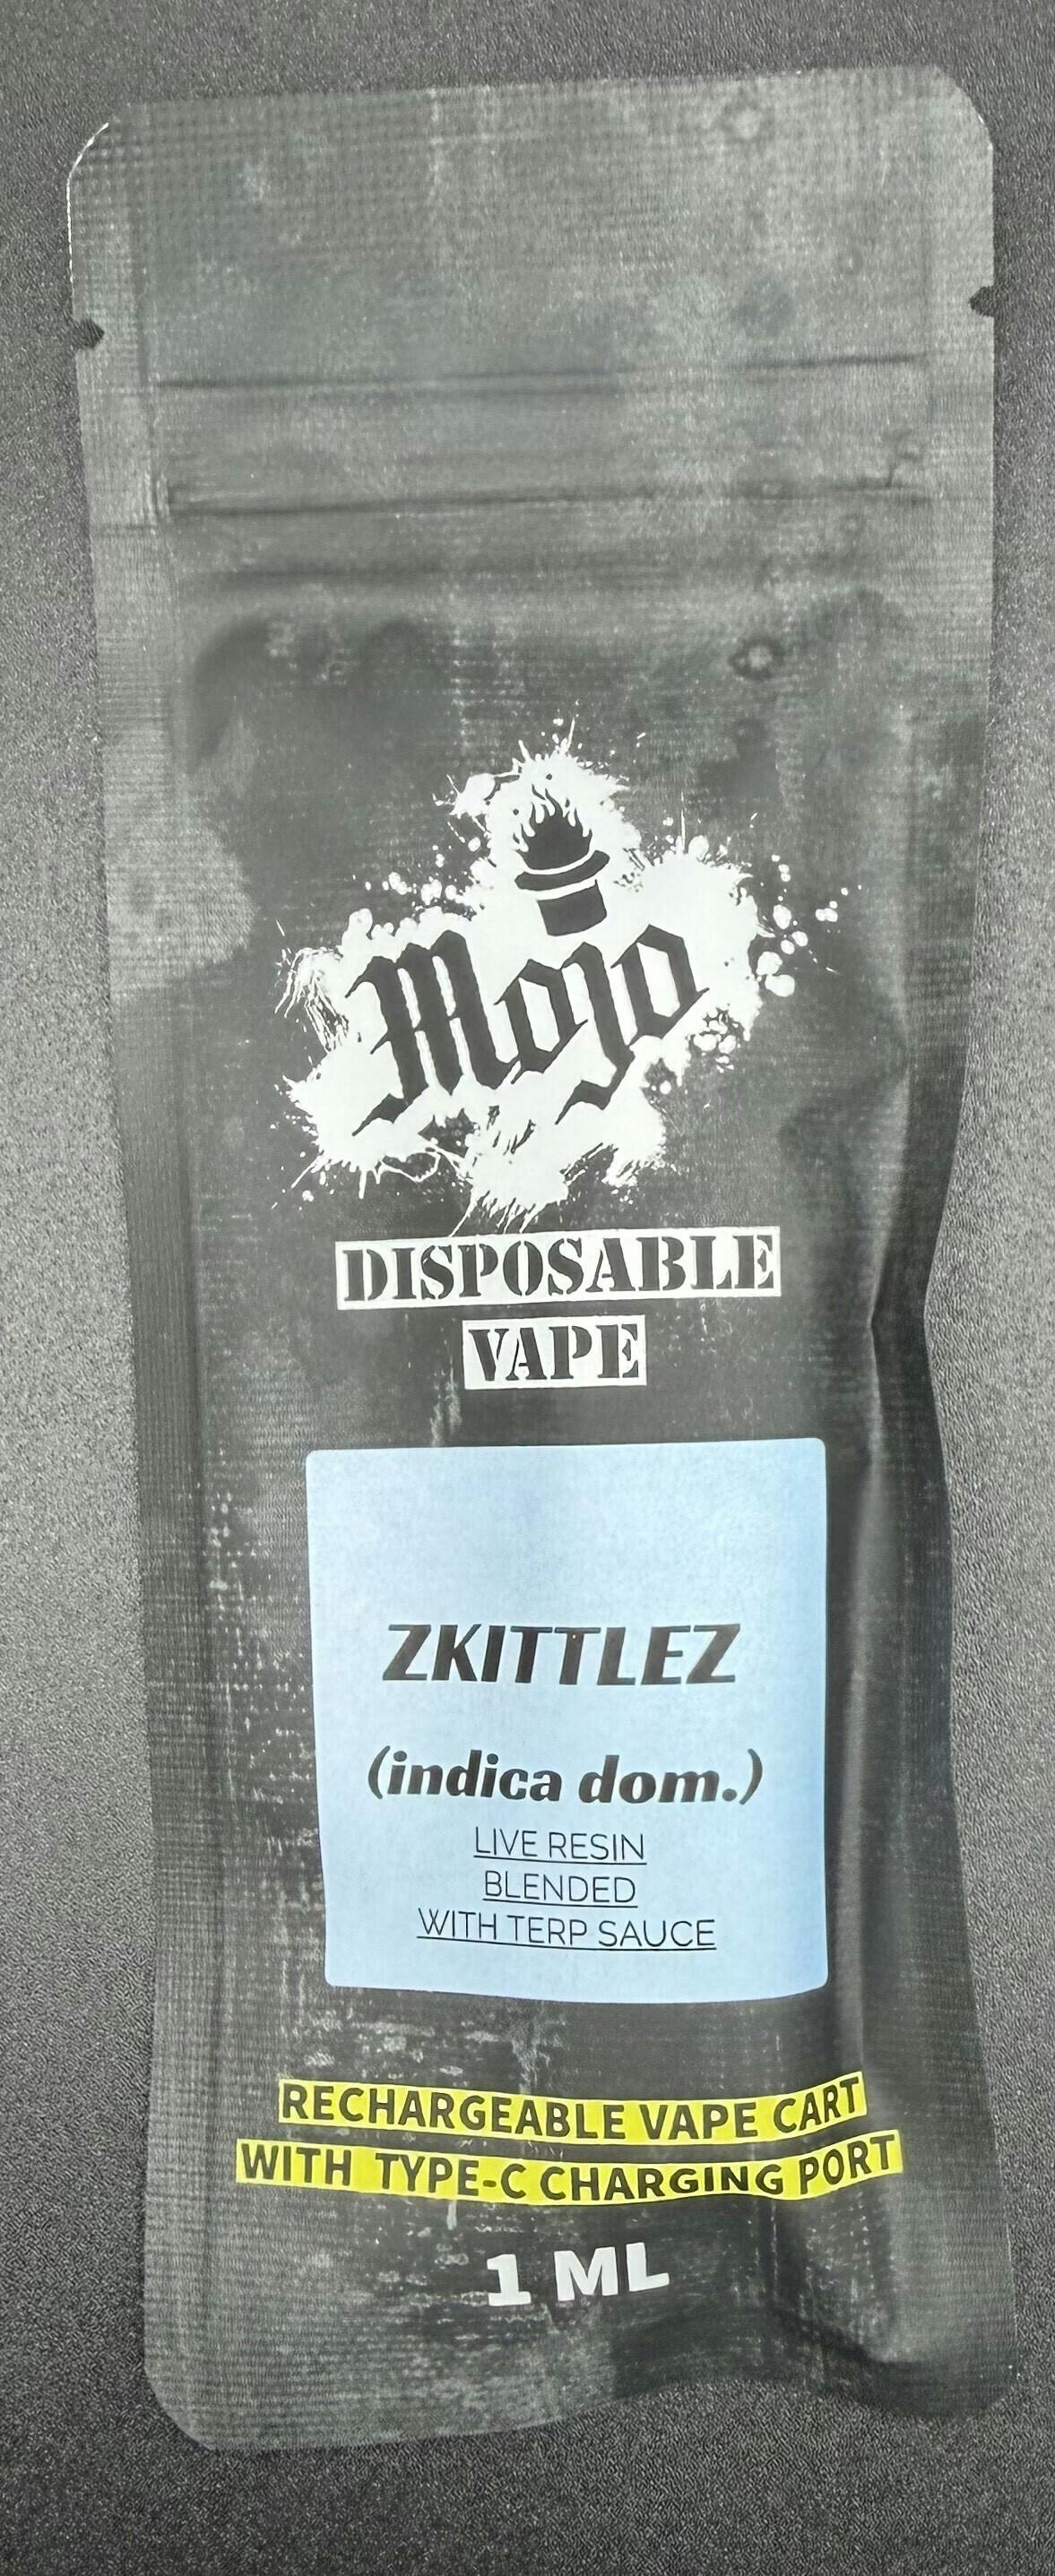 Mojo
DISPOSABLE
VAPE
ZKITTLEZ
(indica dom.)
LIVE RESIN
BLENDED
WITH TERP SAUCE
RECHARGEABLE VAPE CART
WITH TYPE-C CHARGING PORT
1 ML